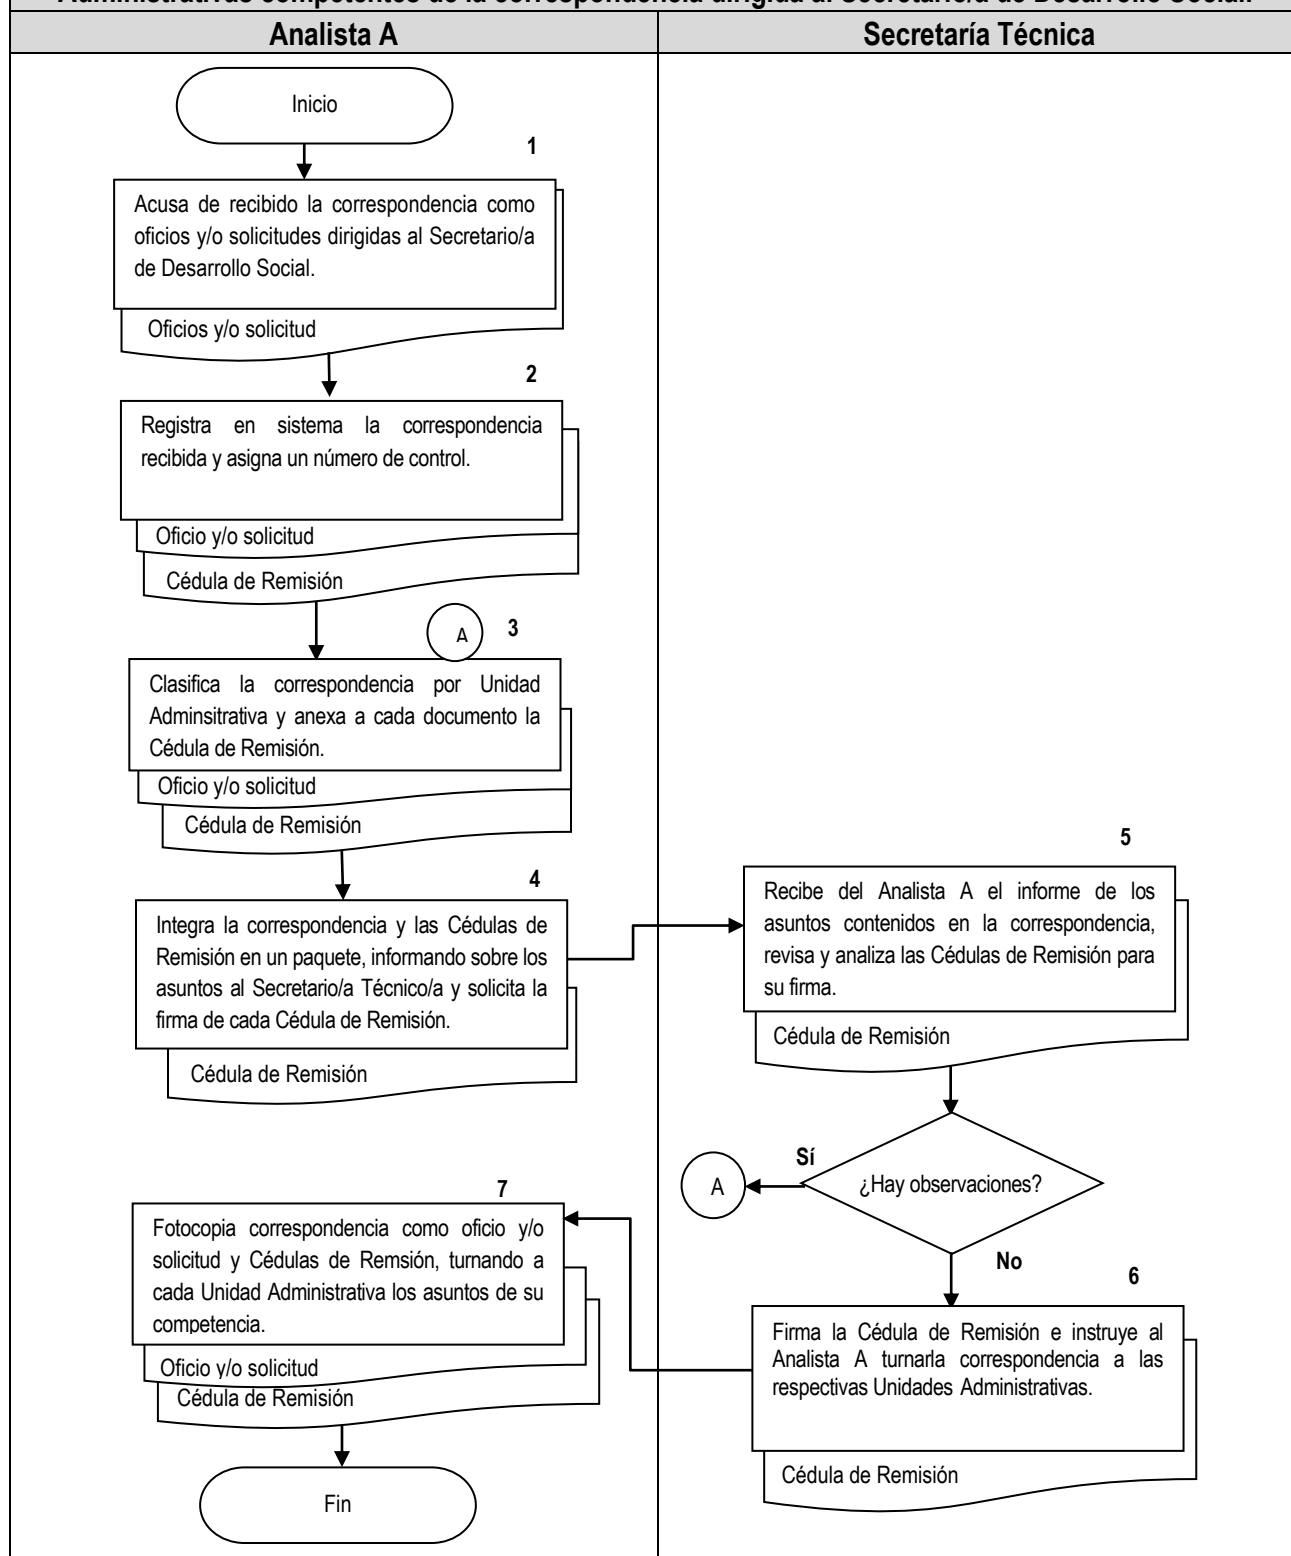 Administrativas competentes de la correspondencia dirigida al Secretario/a de Desarrollo Social.
Analista A
Secretaría Técnica
Inicio
1
Acusa de recibido la correspondencia como
oficios y/o solicitudes dirigidas al Secretario/a
de Desarrollo Social.
Oficios y/o solicitud
2
Registra en sistema la correspondencia
recibida y asigna un número de control.
Oficio y/o solicitud
Cédula de Remisión
A
3
Clasifica la correspondencia por Unidad
Adminsitrativa y anexa a cada documento la
Cédula de Remisión.
Oficio y/o solicitud
Cédula de Remisión
4
Integra la correspondencia y las Cédulas de
Remisión en un paquete, informando sobre los
asuntos al Secretario/a Técnico/a y solicita la
firma de cada Cédula de Remisión.
Cédula de Remisión
5
Recibe del Analista A el informe de los
asuntos contenidos en la correspondencia,
revisa y analiza las Cédulas de Remisión para
su firma.
Cédula de Remisión
¿Hay observaciones?
Sí
A
No
6
Firma la Cédula de Remisión e instruye al
Analista A turnarla correspondencia a las
respectivas Unidades Administrativas.
Cédula de Remisión
7
Fotocopia correspondencia como oficio y/o
solicitud y Cédulas de Remsión, turnando a
cada Unidad Administrativa los asuntos de su
competencia.
Oficio y/o solicitud
Cédula de Remisión
Fin